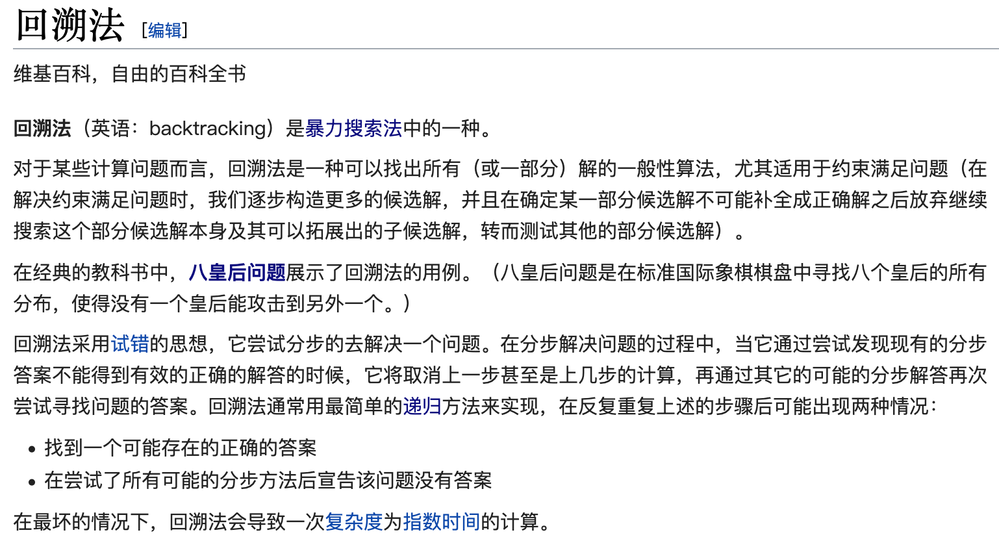 回溯法 [编辑]
维基百科，自由的百科全书
回溯法（英语：backtracking）是暴力搜索法中的一种。
对于某些计算问题而言，回溯法是一种可以找出所有（或一部分）解的一般性算法，尤其适用于约束满足问题（在
解决约束满足问题时，我们逐步构造更多的候选解，并且在确定某一部分候选解不可能补全成正确解之后放弃继续
搜索这个部分候选解本身及其可以拓展出的子候选解，转而测试其他的部分候选解）。
在经典的教科书中，八皇后问题展示了回溯法的用例。（八皇后问题是在标准国际象棋棋盘中寻找八个皇后的所有
分布，使得没有一个皇后能攻击到另外一个。）
回溯法采用试错的思想，它尝试分步的去解决一个问题。在分步解决问题的过程中，当它通过尝试发现现有的分步
答案不能得到有效的正确的解答的时候，它将取消上一步甚至是上几步的计算，再通过其它的可能的分步解答再次
尝试寻找问题的答案。回溯法通常用最简单的递归方法来实现，在反复重复上述的步骤后可能出现两种情况：
• 找到一个可能存在的正确的答案
• 在尝试了所有可能的分步方法后宣告该问题没有答案
在最坏的情况下，回溯法会导致一次复杂度为指数时间的计算。